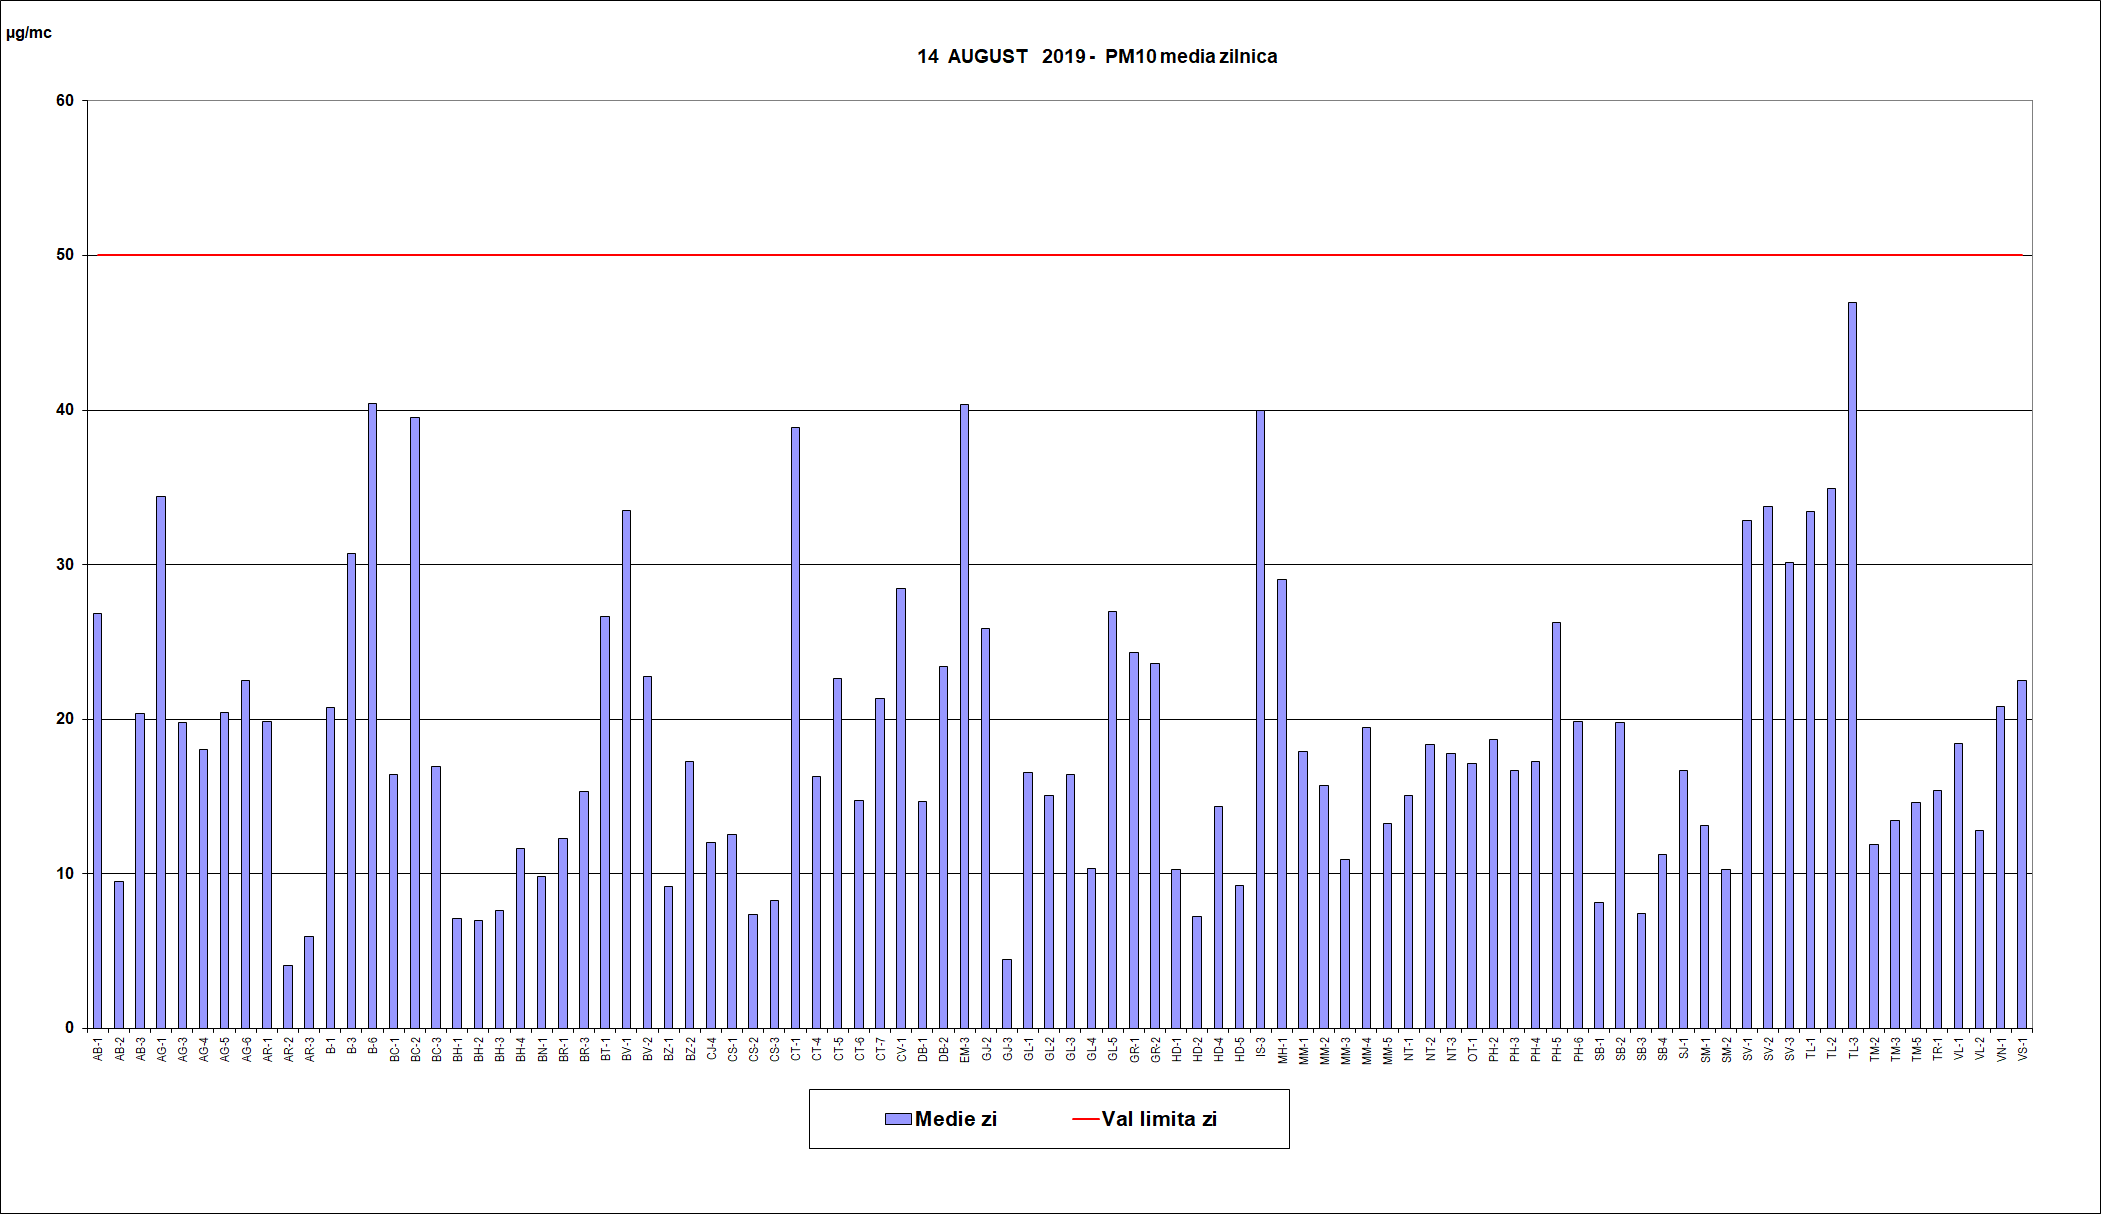 µg/mc
14 AUGUST 2019 - PM10 media zilnica
60
50
40
30
20
10
0
AB-1 AB-2 AB-3 AG-1 AG-3 AG-4 AG-5 AG-6 AR-1 AR-2 AR-3 B-1 B-3 B-6 BC-1 BC-2 BC-3 BH-1 BH-2 BH-3 BH-4 BN-1 BR-1 BR-3 BT-1 BV-1 BV-2 BZ-1 BZ-2 CJ-4 CS-1 CS-2 CS-3 CT-1 CT-4 CT-5 CT-6 CT-7 CV-1 DB-1 DB-2 EM-3 GJ-2 GJ-3 GL-1 GL-2 GL-3 GL-4 GL-5 GR-1 GR-2 HD-1 HD-2 HD-4 HD-5 IS-3 MH-1 MM-1 MM-2 MM-3 MM-4 MM-5 NT-1 NT-2 NT-3 OT-1 PH-2 PH-3 PH-4 PH-5 PH-6 SB-1 SB-2 SB-3 SB-4 SJ-1 SM-1 SM-2 SV-1 SV-2 SV-3 TL-1 TL-2 TL-3 TM-2 TM-3 TM-5 TR-1 VL-1 VL-2 VN-1 VS-1
Medie zi Val limita zi